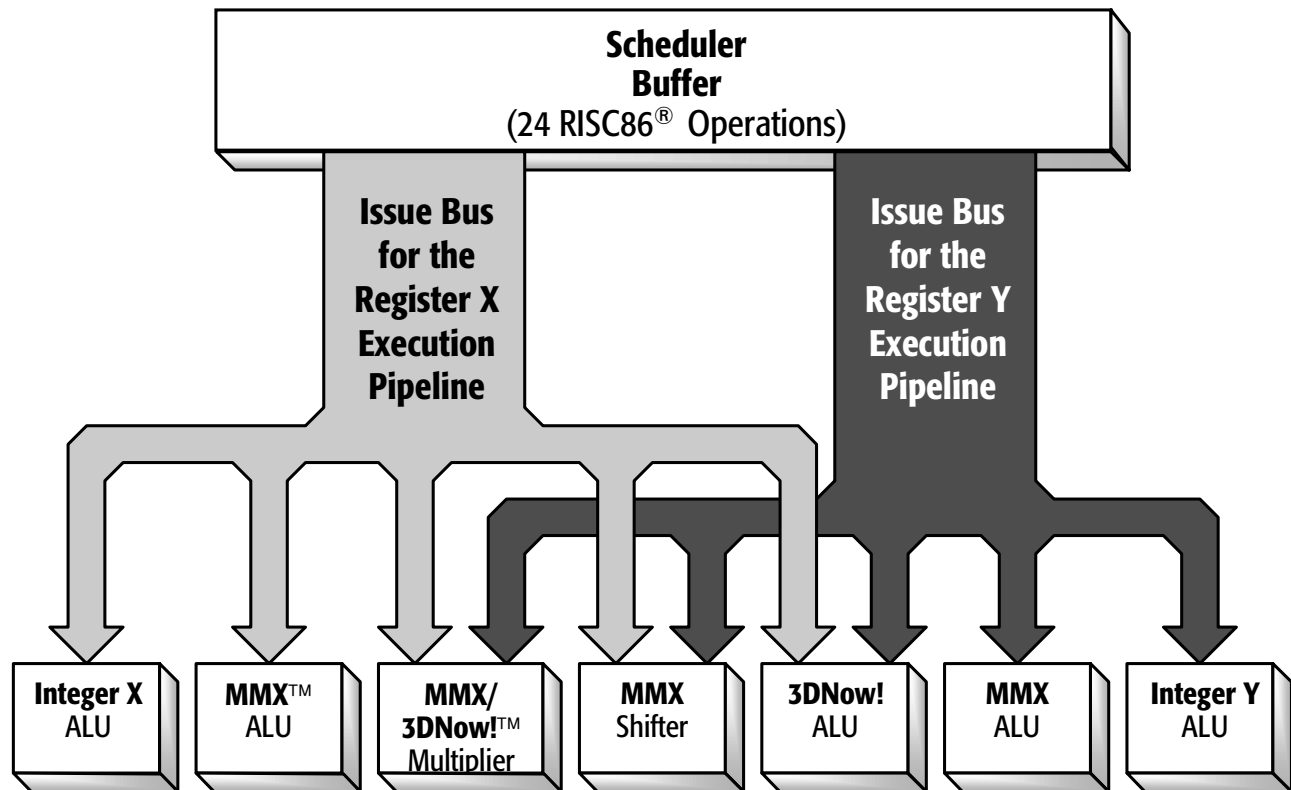 Scheduler
Buffer
(24 RISC86® Operations)
Issue Bus
for the
Register X
Execution
Pipeline
Issue Bus
for the
Register Y
Execution
Pipeline
Integer X
ALU
MMX™
ALU
MMX/
3DNow!™
Multiplier
MMX
Shifter
3DNow!
ALU
MMX
ALU
Integer Y
ALU